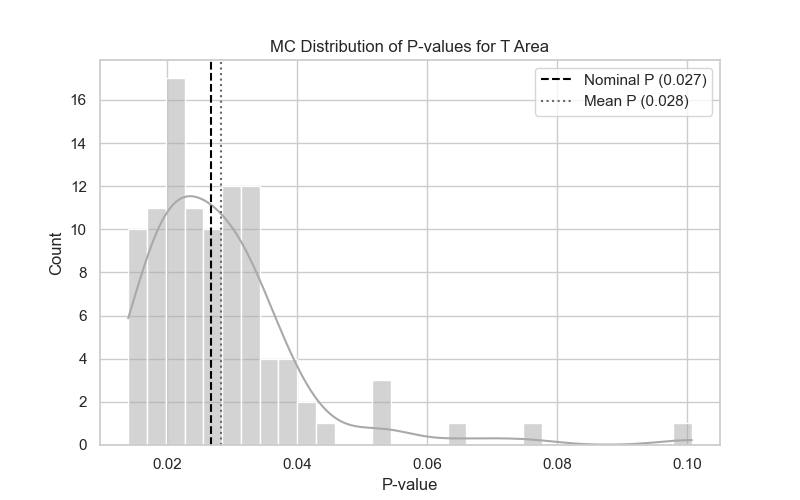 MC Distribution of P-values for T Area
Nominal P (0.027)
Mean P (0.028)
Count
16
14
12
10
8
6
4
2
0
0.02 0.04 0.06 0.08 0.10
P-value